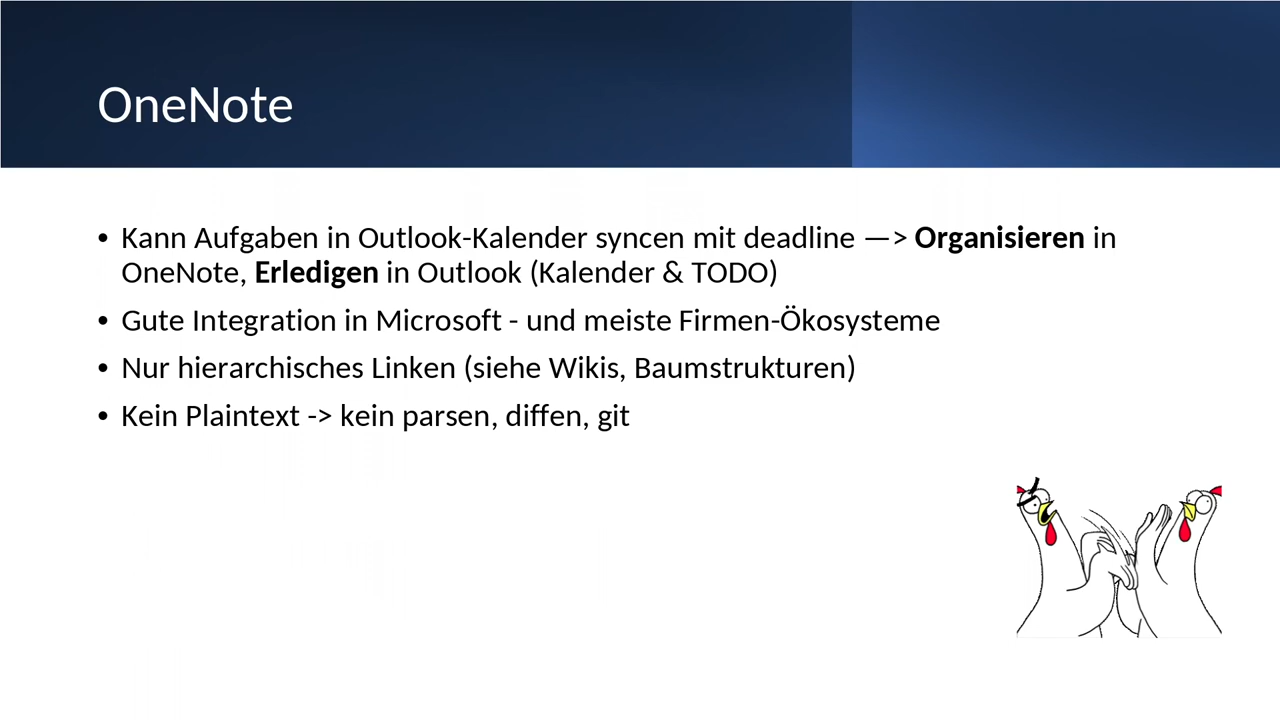 OneNote
• Kann Aufgaben in Outlook-Kalender syncen mit deadline —> Organisieren in
OneNote, Erledigen in Outlook (Kalender & TODO)
• Gute Integration in Microsoft - und meiste Firmen-Ökosysteme
• Nur hierarchisches Linken (siehe Wikis, Baumstrukturen)
• Kein Plaintext -> kein parsen, diffen, git